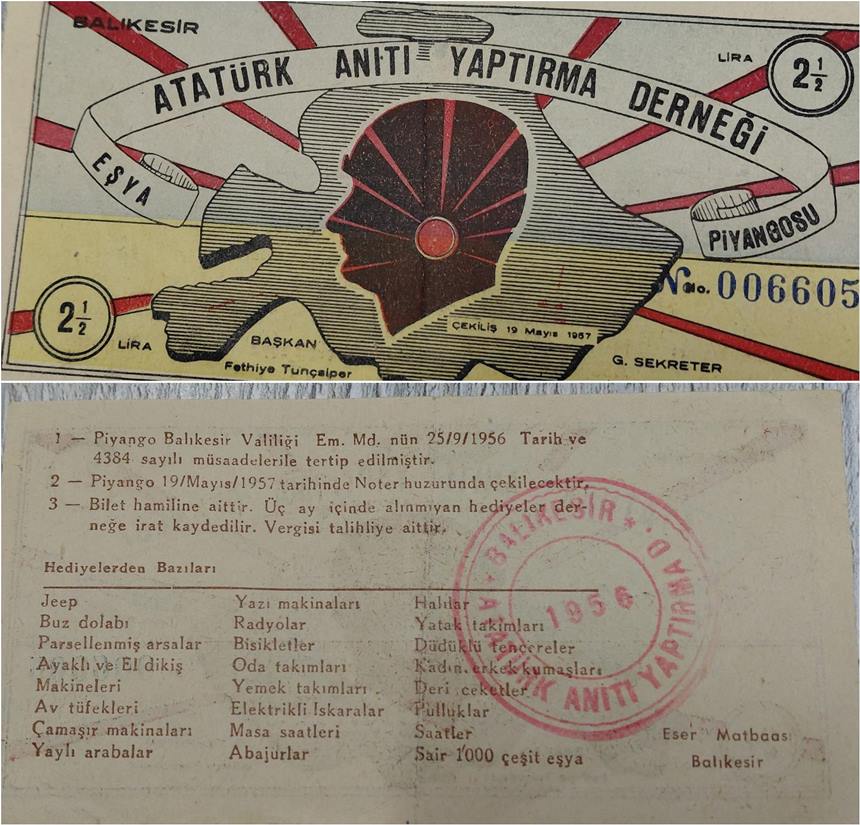 BALIKESİR
ATATÜRK ANITI YAPTIRMA DERNEĞİ
EŞYA
PİYANGOSU
LİRA
2 1/2
No. 006605
2 1/2
LİRA
BAŞKAN
Fethiye Tunçalper
ÇEKİLİŞ 19 Mayıs 1957
G. SEKRETER
1 — Piyango Balıkesir Valiliği Em. Md. nün 25/9/1956 Tarih ve
4384 sayılı müsaadelerile tertip edilmiştir.
2 — Piyango 19/Mayıs/1957 tarihinde Noter huzurunda çekilecektir.
3 — Bilet hamiline aittir. Üç ay içinde alınmıyan hediyeler der-
neğe irat kaydedilir. Vergisi talihliye aittir.
Hediyelerden Bazıları
Jeep Yazı makinaları Halılar
Buz dolabı Radyolar Yatak takımları
Parsellenmiş arsalar Bisikletler Düdüklü tencereler
Ayaklı ve El dikiş Oda takımları Kadın erkek kumaşları
Makineleri Yemek takımları Deri ceketler
Av tüfekleri Elektrikli Iskaralar Pulluklar
Çamaşır makinaları Masa saatleri Saatler
Yaylı arabalar Abajurlar Sair 1000 çeşit eşya
Eser Matbaası
Balıkesir
BALIKESİR
ATATÜRK ANITI YAPTIRMA D.
1956